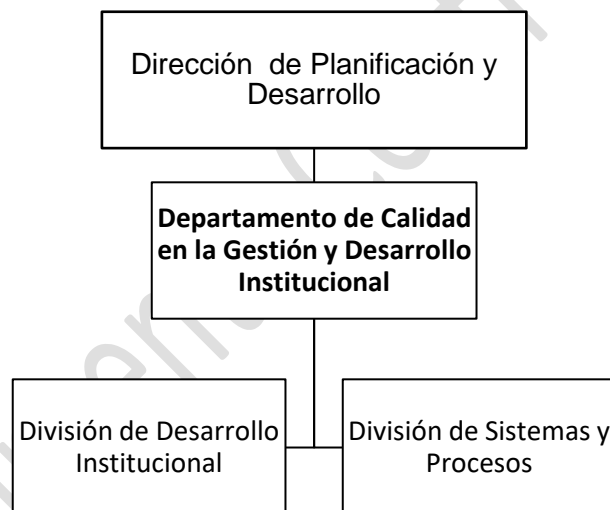 Dirección de Planificación y
Desarrollo
Departamento de Calidad
en la Gestión y Desarrollo
Institucional
División de Desarrollo
Institucional
División de Sistemas y
Procesos